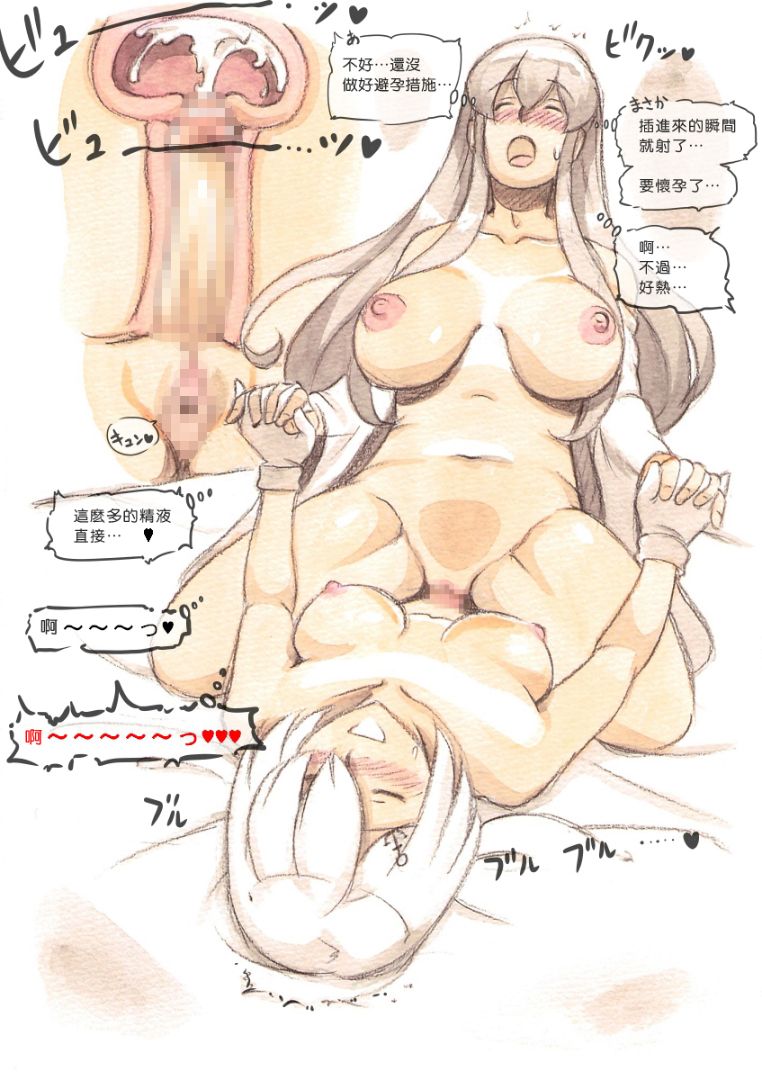 ビュ ―― … ッ♥
ビュ ―― … ッ♥
あ
不好…還沒
做好避孕措施…
ビクッ♥
まさか
插進來的瞬間
就射了…
要懷孕了…
啊…
不過…
好熱…
キュン♥
這麼多的精液
直接… ♥
啊～～～～っ♥
啊～～～～～っ♥♥♥
ブル
ブル ブル ……♥